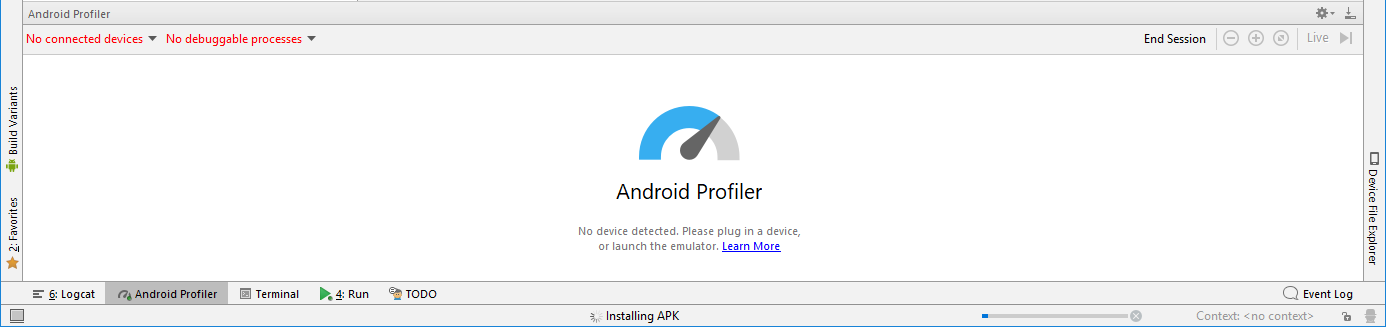 Android Profiler
No connected devices No debuggable processes End Session Live
Build Variants
2: Favorites
Device File Explorer
Android Profiler
No device detected. Please plug in a device,
or launch the emulator. Learn More
6: Logcat Android Profiler Terminal 4: Run TODO Event Log
Installing APK Context: <no context>